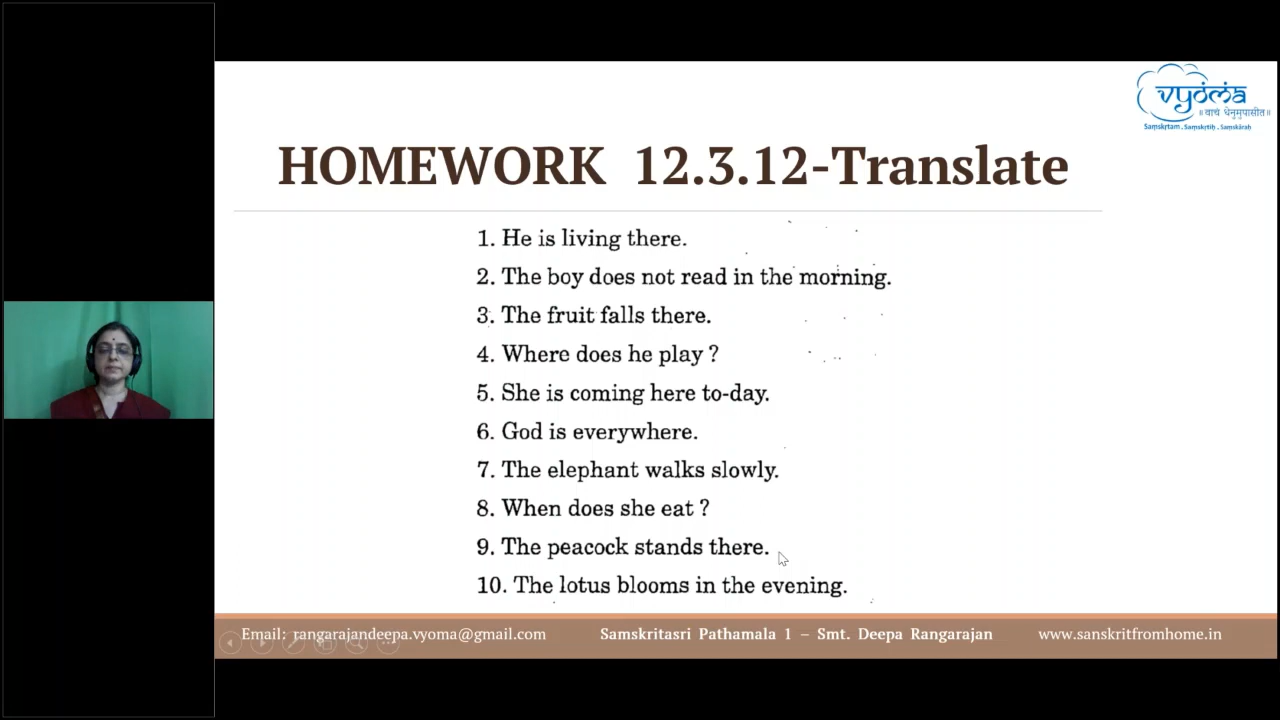 vyoma
॥ वाचं धेनुमुपासीत ॥
Saṃskṛtam . Saṃskṛtiḥ . Saṃskāraḥ
HOMEWORK 12.3.12-Translate
1. He is living there.
2. The boy does not read in the morning.
3. The fruit falls there.
4. Where does he play ?
5. She is coming here to-day.
6. God is everywhere.
7. The elephant walks slowly.
8. When does she eat ?
9. The peacock stands there.
10. The lotus blooms in the evening.
Email: rangarajandeepa.vyoma@gmail.com Samskritasri Pathamala 1 – Smt. Deepa Rangarajan www.sanskritfromhome.in